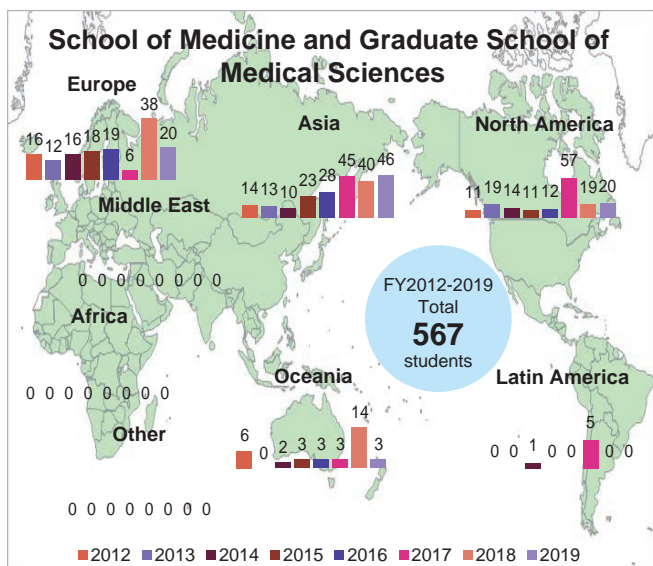 School of Medicine and Graduate School of
Medical Sciences
Europe
16 12 16 18 19 6 38 20
Asia
14 13 10 23 28 45 40 46
North America
11 19 14 11 12 57 19 20
Middle East
0 0 0 0 0 0 0 0
Africa
0 0 0 0 0 0 0 0
FY2012-2019
Total
567
students
Oceania
6 0 2 3 3 3 14 3
Latin America
0 0 1 0 0 5 0 0
Other
0 0 0 0 0 0 0 0
2012 2013 2014 2015 2016 2017 2018 2019